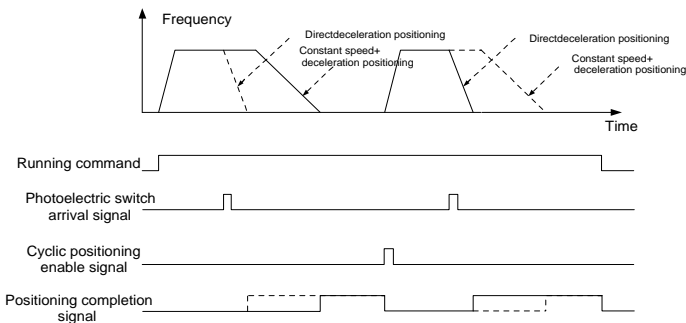 Frequency
Directdeceleration positioning
Constant speed+
deceleration positioning
Directdeceleration positioning
Constant speed+
deceleration positioning
Time
Running command
Photoelectric switch
arrival signal
Cyclic positioning
enable signal
Positioning completion
signal